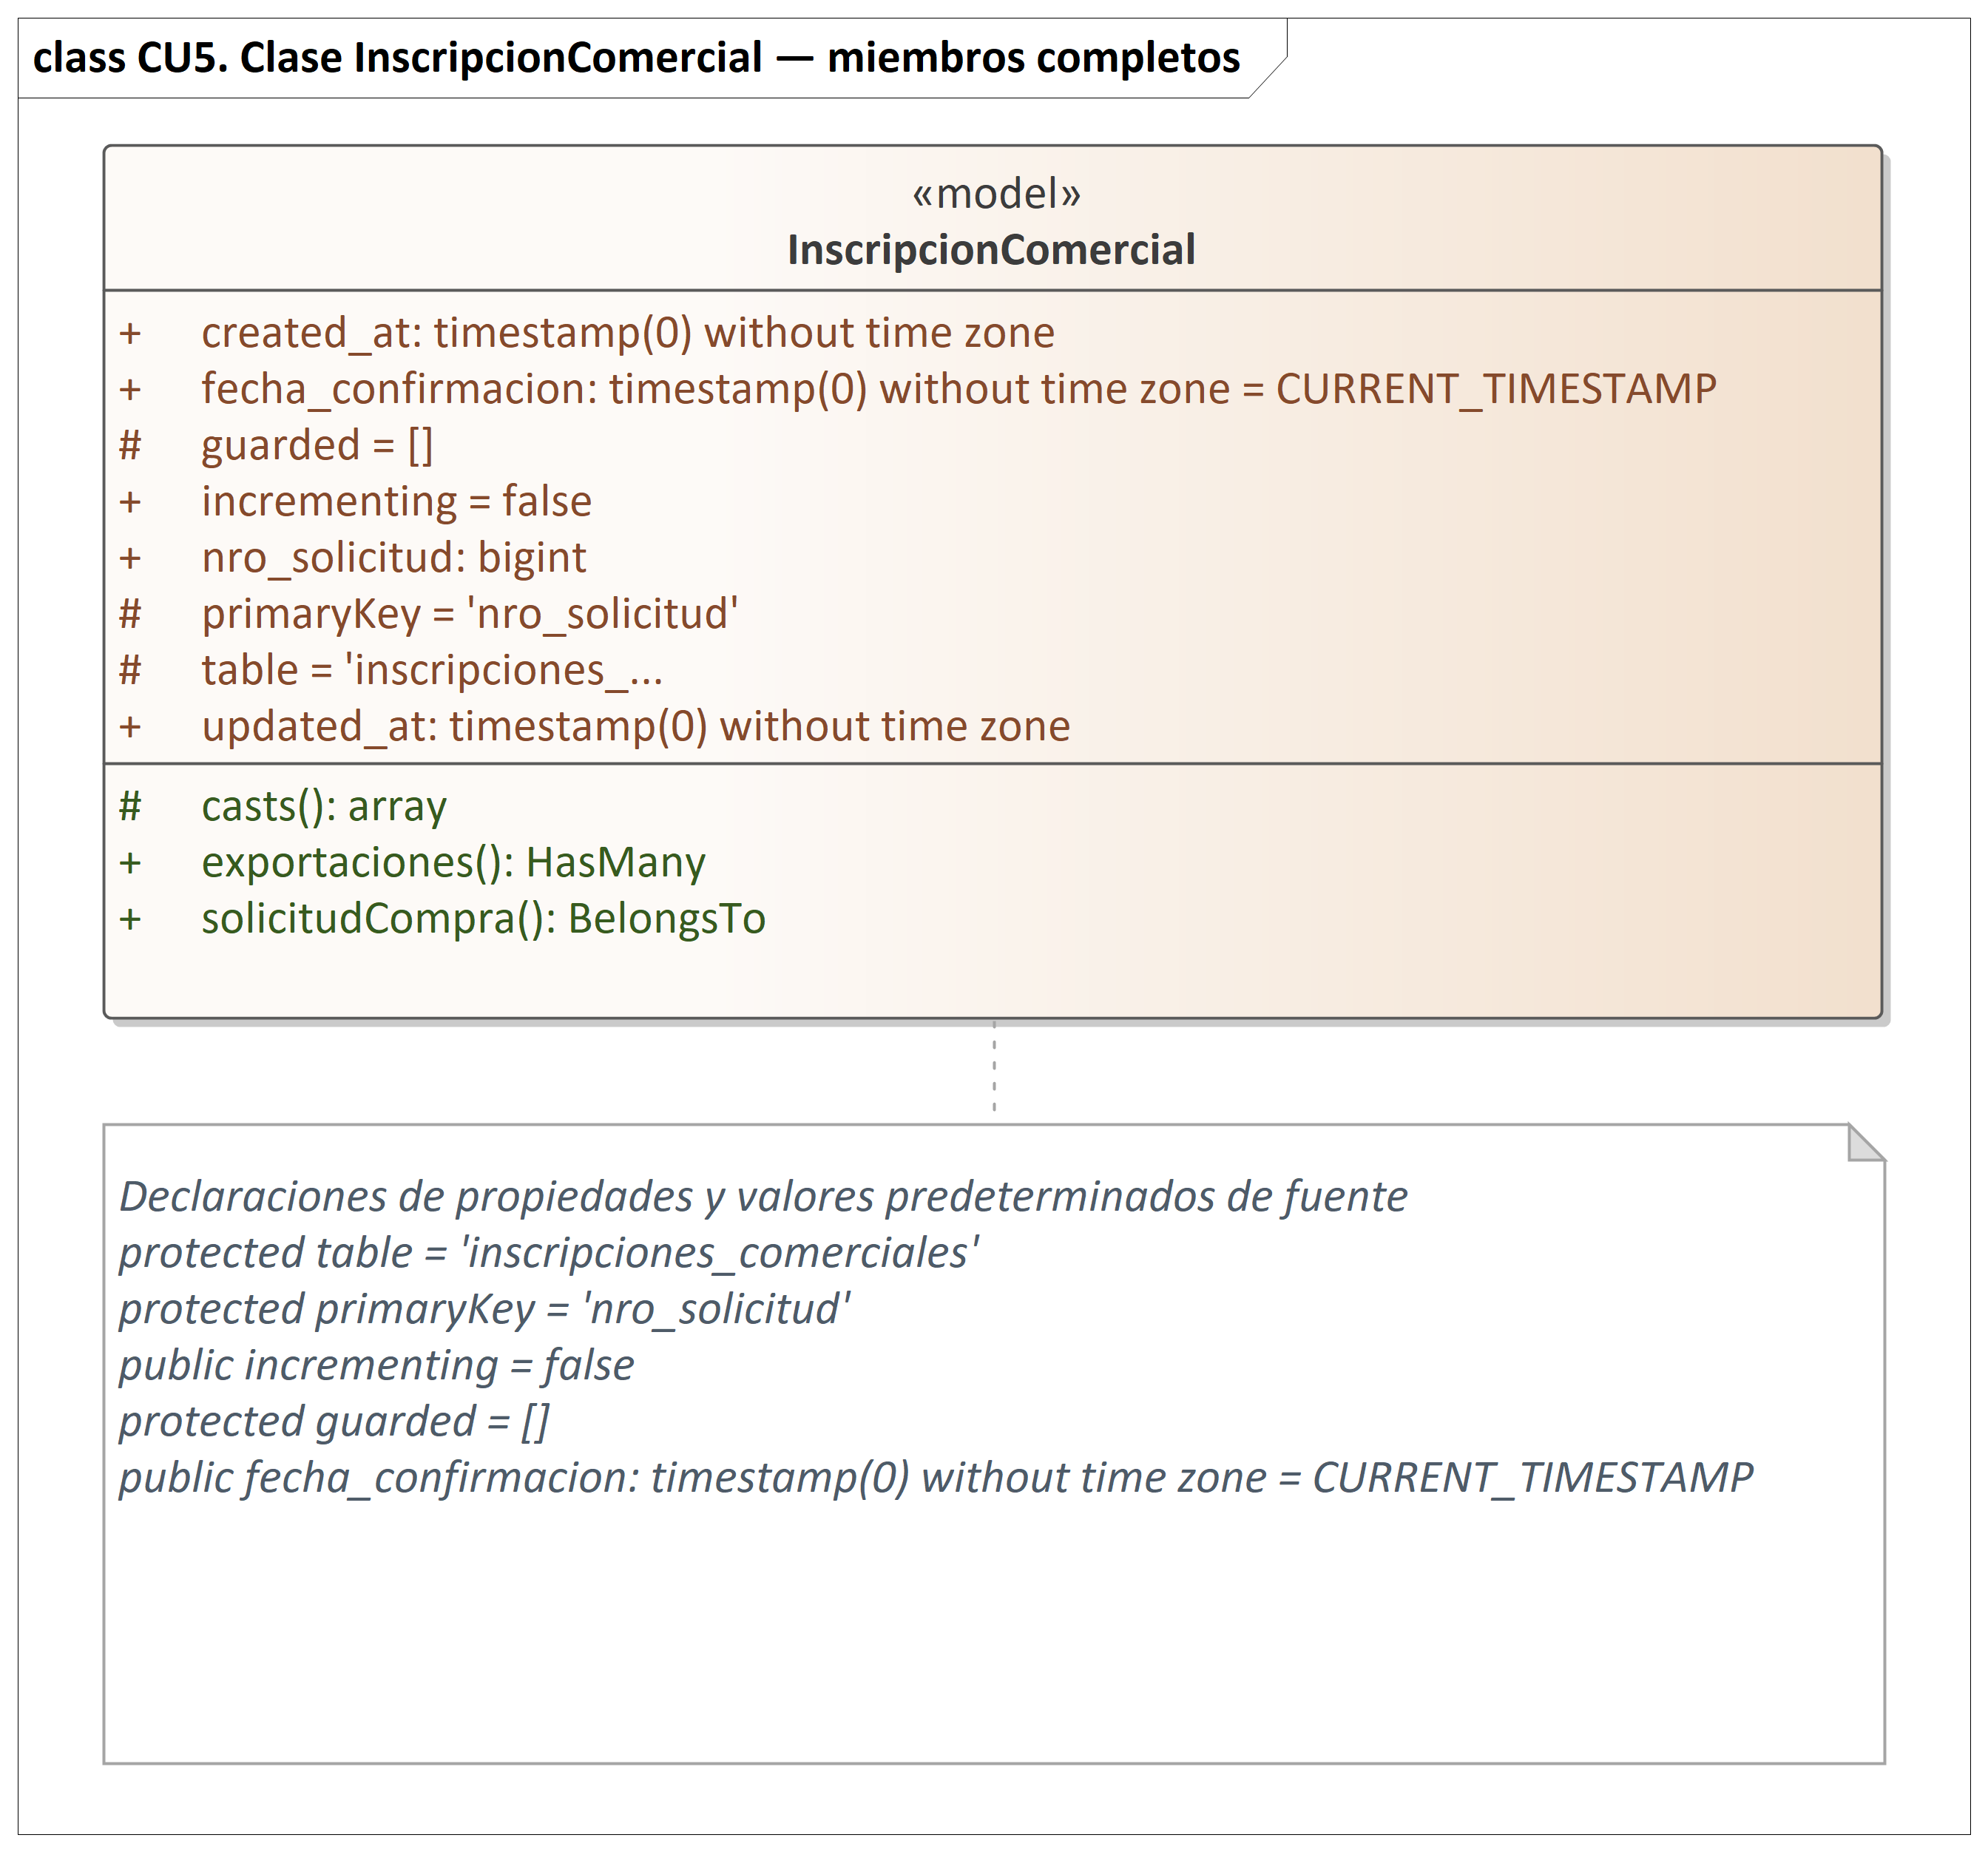 class CU5. Clase InscripcionComercial — miembros completos
«model»
InscripcionComercial
+ created_at: timestamp(0) without time zone
+ fecha_confirmacion: timestamp(0) without time zone = CURRENT_TIMESTAMP
# guarded = []
+ incrementing = false
+ nro_solicitud: bigint
# primaryKey = 'nro_solicitud'
# table = 'inscripciones_...
+ updated_at: timestamp(0) without time zone
# casts(): array
+ exportaciones(): HasMany
+ solicitudCompra(): BelongsTo
Declaraciones de propiedades y valores predeterminados de fuente
protected table = 'inscripciones_comerciales'
protected primaryKey = 'nro_solicitud'
public incrementing = false
protected guarded = []
public fecha_confirmacion: timestamp(0) without time zone = CURRENT_TIMESTAMP